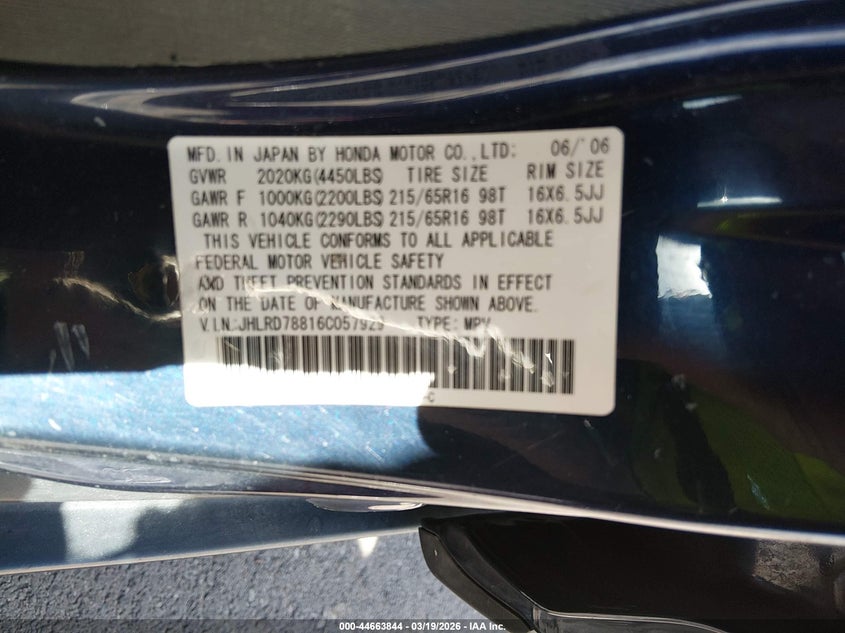 MFD. IN JAPAN BY HONDA MOTOR CO., LTD: 06/'06
GVWR 2020KG(4450LBS) TIRE SIZE RIM SIZE
GAWR F 1000KG(2200LBS) 215/65R16 98T 16X6.5JJ
GAWR R 1040KG(2290LBS) 215/65R16 98T 16X6.5JJ
THIS VEHICLE CONFORMS TO ALL APPLICABLE
FEDERAL MOTOR VEHICLE SAFETY
AND THEFT PREVENTION STANDARDS IN EFFECT
ON THE DATE OF MANUFACTURE SHOWN ABOVE.
V.I.N.:JHLRD78816C057929 TYPE: MPV
-C
000-44663844 - 03/19/2026 - IAA Inc.